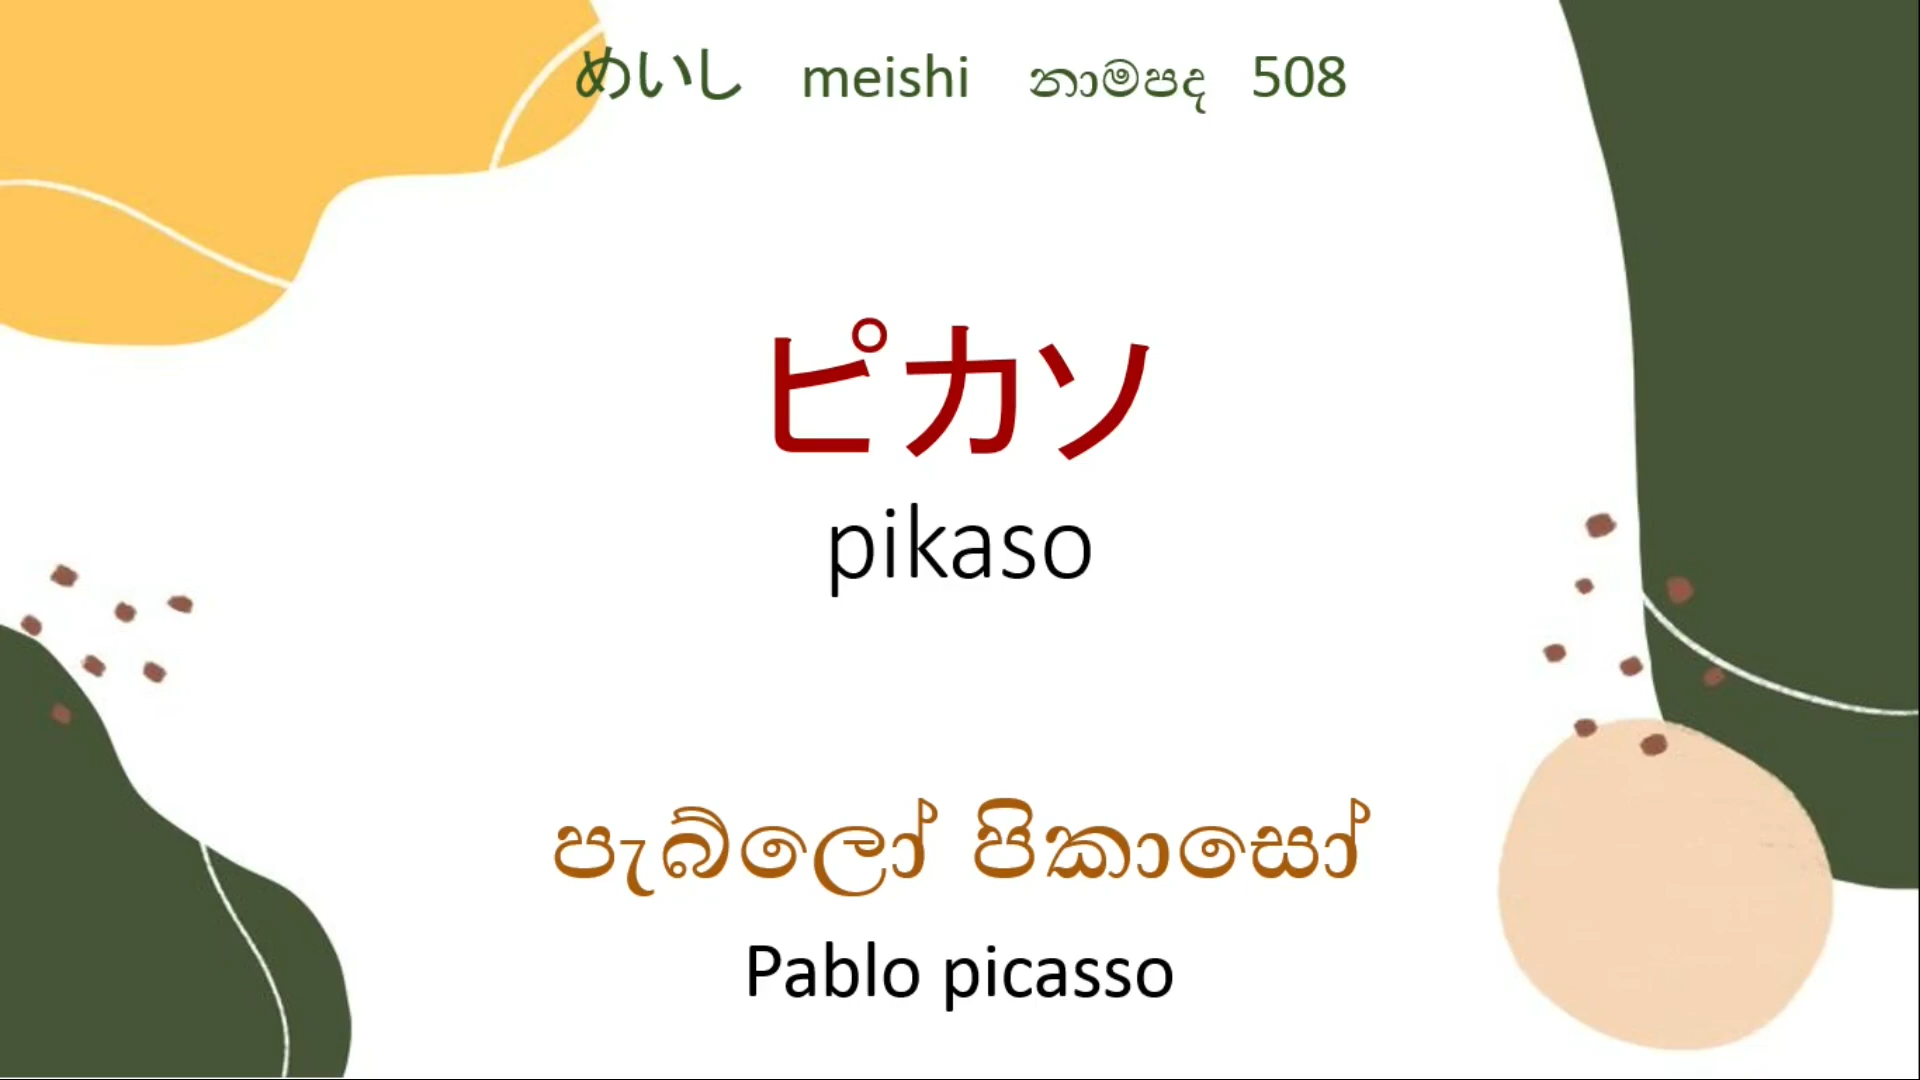 めいし meishi නාමපද 508
ピカソ
pikaso
පැබ්ලෝ පිකාසෝ
Pablo picasso